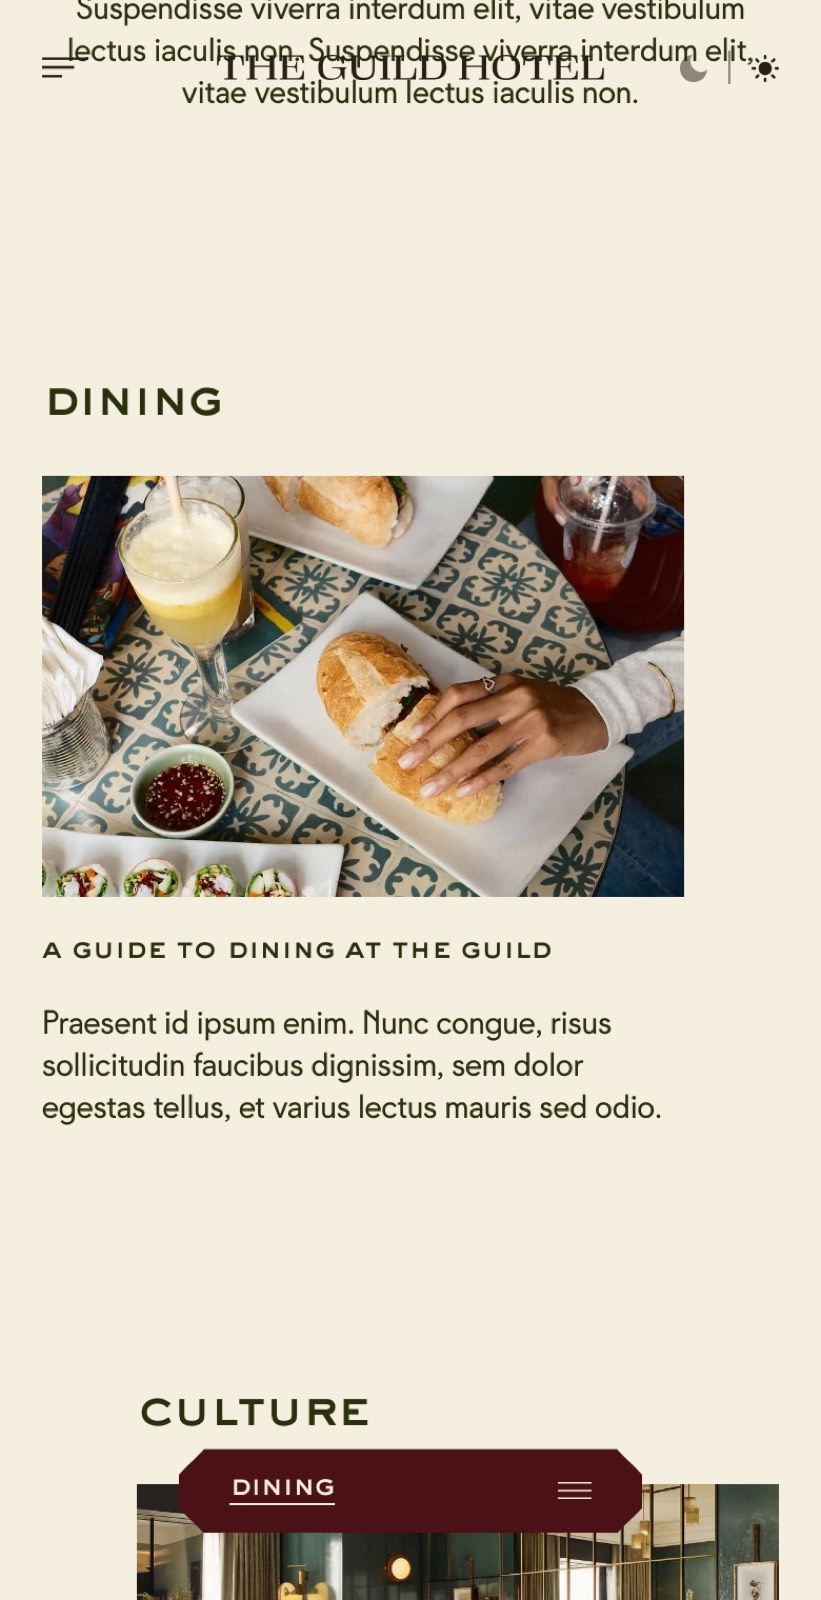 Suspendisse viverra interdum elit, vitae vestibulum
lectus iaculis non. Suspendisse viverra interdum elit,
THE GUILD HOTEL
vitae vestibulum lectus iaculis non.
DINING
A GUIDE TO DINING AT THE GUILD
Praesent id ipsum enim. Nunc congue, risus
sollicitudin faucibus dignissim, sem dolor
egestas tellus, et varius lectus mauris sed odio.
CULTURE
DINING